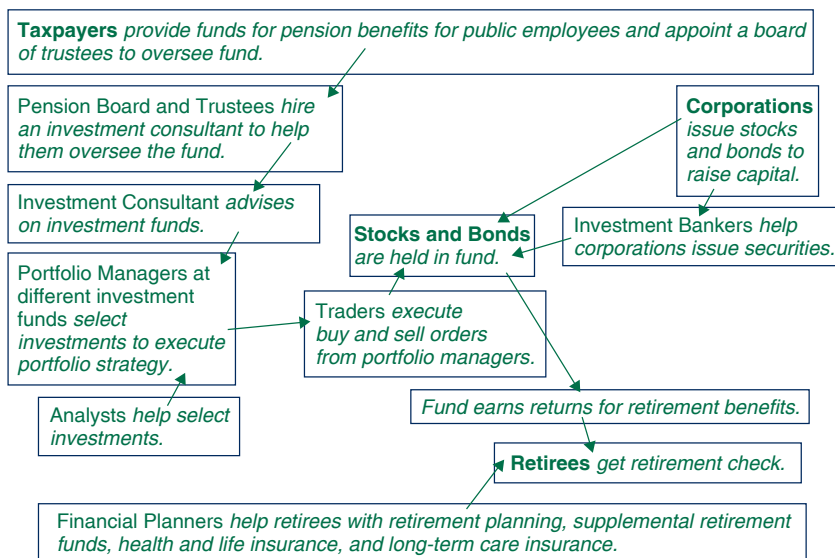 Taxpayers provide funds for pension benefits for public employees and appoint a board
of trustees to oversee fund.
Pension Board and Trustees hire
an investment consultant to help
them oversee the fund.
Corporations
issue stocks
and bonds to
raise capital.
Investment Consultant advises
on investment funds.
Stocks and Bonds
are held in fund.
Investment Bankers help
corporations issue securities.
Portfolio Managers at
different investment
funds select
investments to execute
portfolio strategy.
Traders execute
buy and sell orders
from portfolio managers.
Analysts help select
investments.
Fund earns returns for retirement benefits.
Retirees get retirement check.
Financial Planners help retirees with retirement planning, supplemental retirement
funds, health and life insurance, and long-term care insurance.